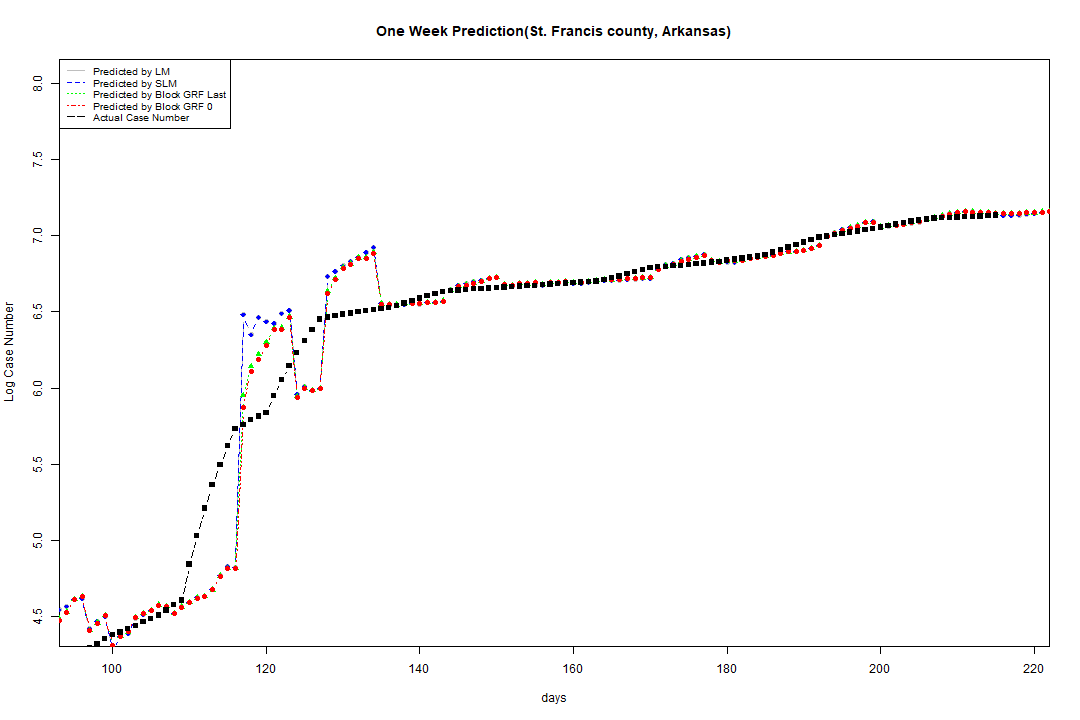 One Week Prediction(St. Francis county, Arkansas)
Predicted by LM
Predicted by SLM
Predicted by Block GRF Last
Predicted by Block GRF 0
Actual Case Number
8.0
7.5
7.0
6.5
6.0
5.5
5.0
4.5
Log Case Number
100 120 140 160 180 200 220
days